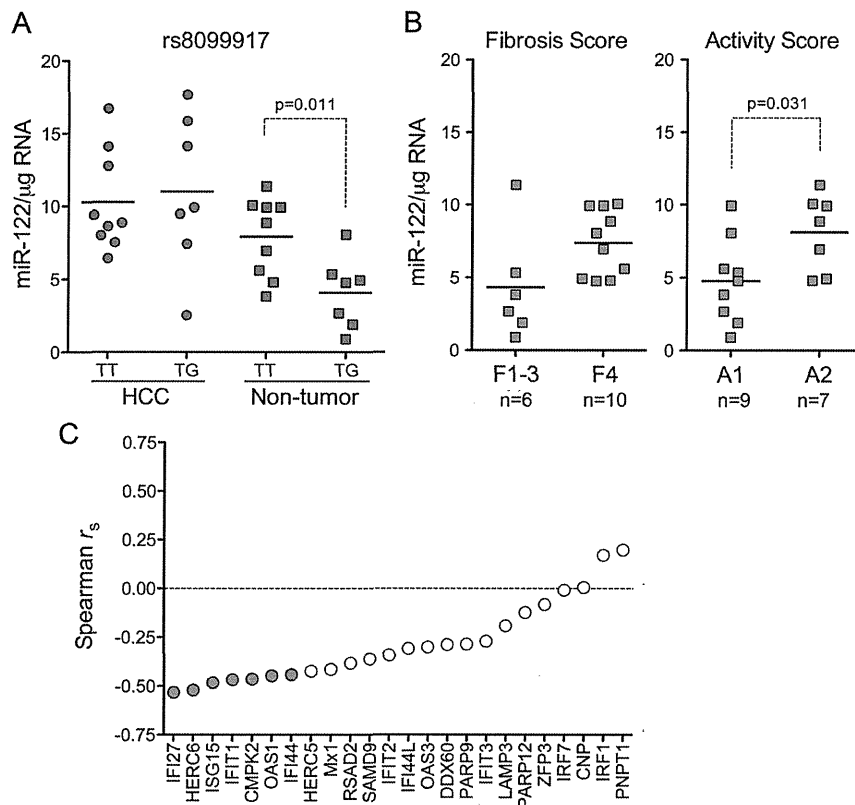 A
rs8099917
20
15
10
5
0
miR-122/μg RNA
p=0.011
TT
TG
TT
TG
HCC
Non-tumor
B
Fibrosis Score
20
15
10
5
0
miR-122/μg RNA
F1-3
F4
n=6
n=10
Activity Score
20
15
10
5
0
p=0.031
A1
A2
n=9
n=7
C
0.75
0.50
0.25
0.00
-0.25
-0.50
-0.75
Spearman rs
IFI27
HERC6
ISG15
IFIT1
CMPK2
OAS1
IFI44
HERC5
Mx1
RSAD2
SAMD9
IFIT2
IFI44L
OAS3
DDX60
PARP9
IFIT3
LAMP3
PARP12
ZFP3
IRF7
CNP
IRF1
PNPT1